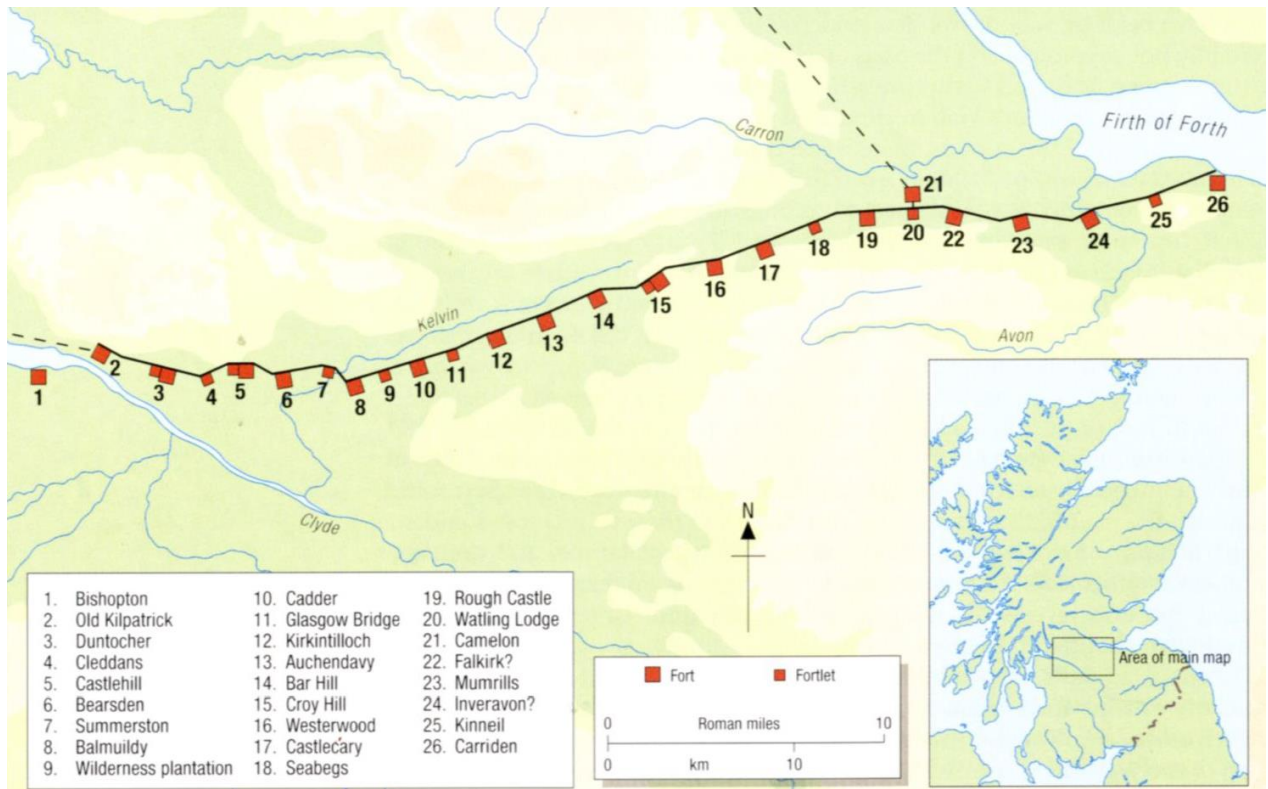 Carron
Firth of Forth
21
26
25
24
23
22
20
19
18
17
16
15
14
13
12
11
10
9
8
7
6
5
4
3
2
1
Kelvin
Avon
Clyde
N
1. Bishopton
2. Old Kilpatrick
3. Duntocher
4. Cleddans
5. Castlehill
6. Bearsden
7. Summerston
8. Balmuildy
9. Wilderness plantation
10. Cadder
11. Glasgow Bridge
12. Kirkintilloch
13. Auchendavy
14. Bar Hill
15. Croy Hill
16. Westerwood
17. Castlecary
18. Seabegs
19. Rough Castle
20. Watling Lodge
21. Camelon
22. Falkirk?
23. Mumrills
24. Inveravon?
25. Kinneil
26. Carriden
Fort
Fortlet
0 Roman miles 10
0 km 10
Area of main map